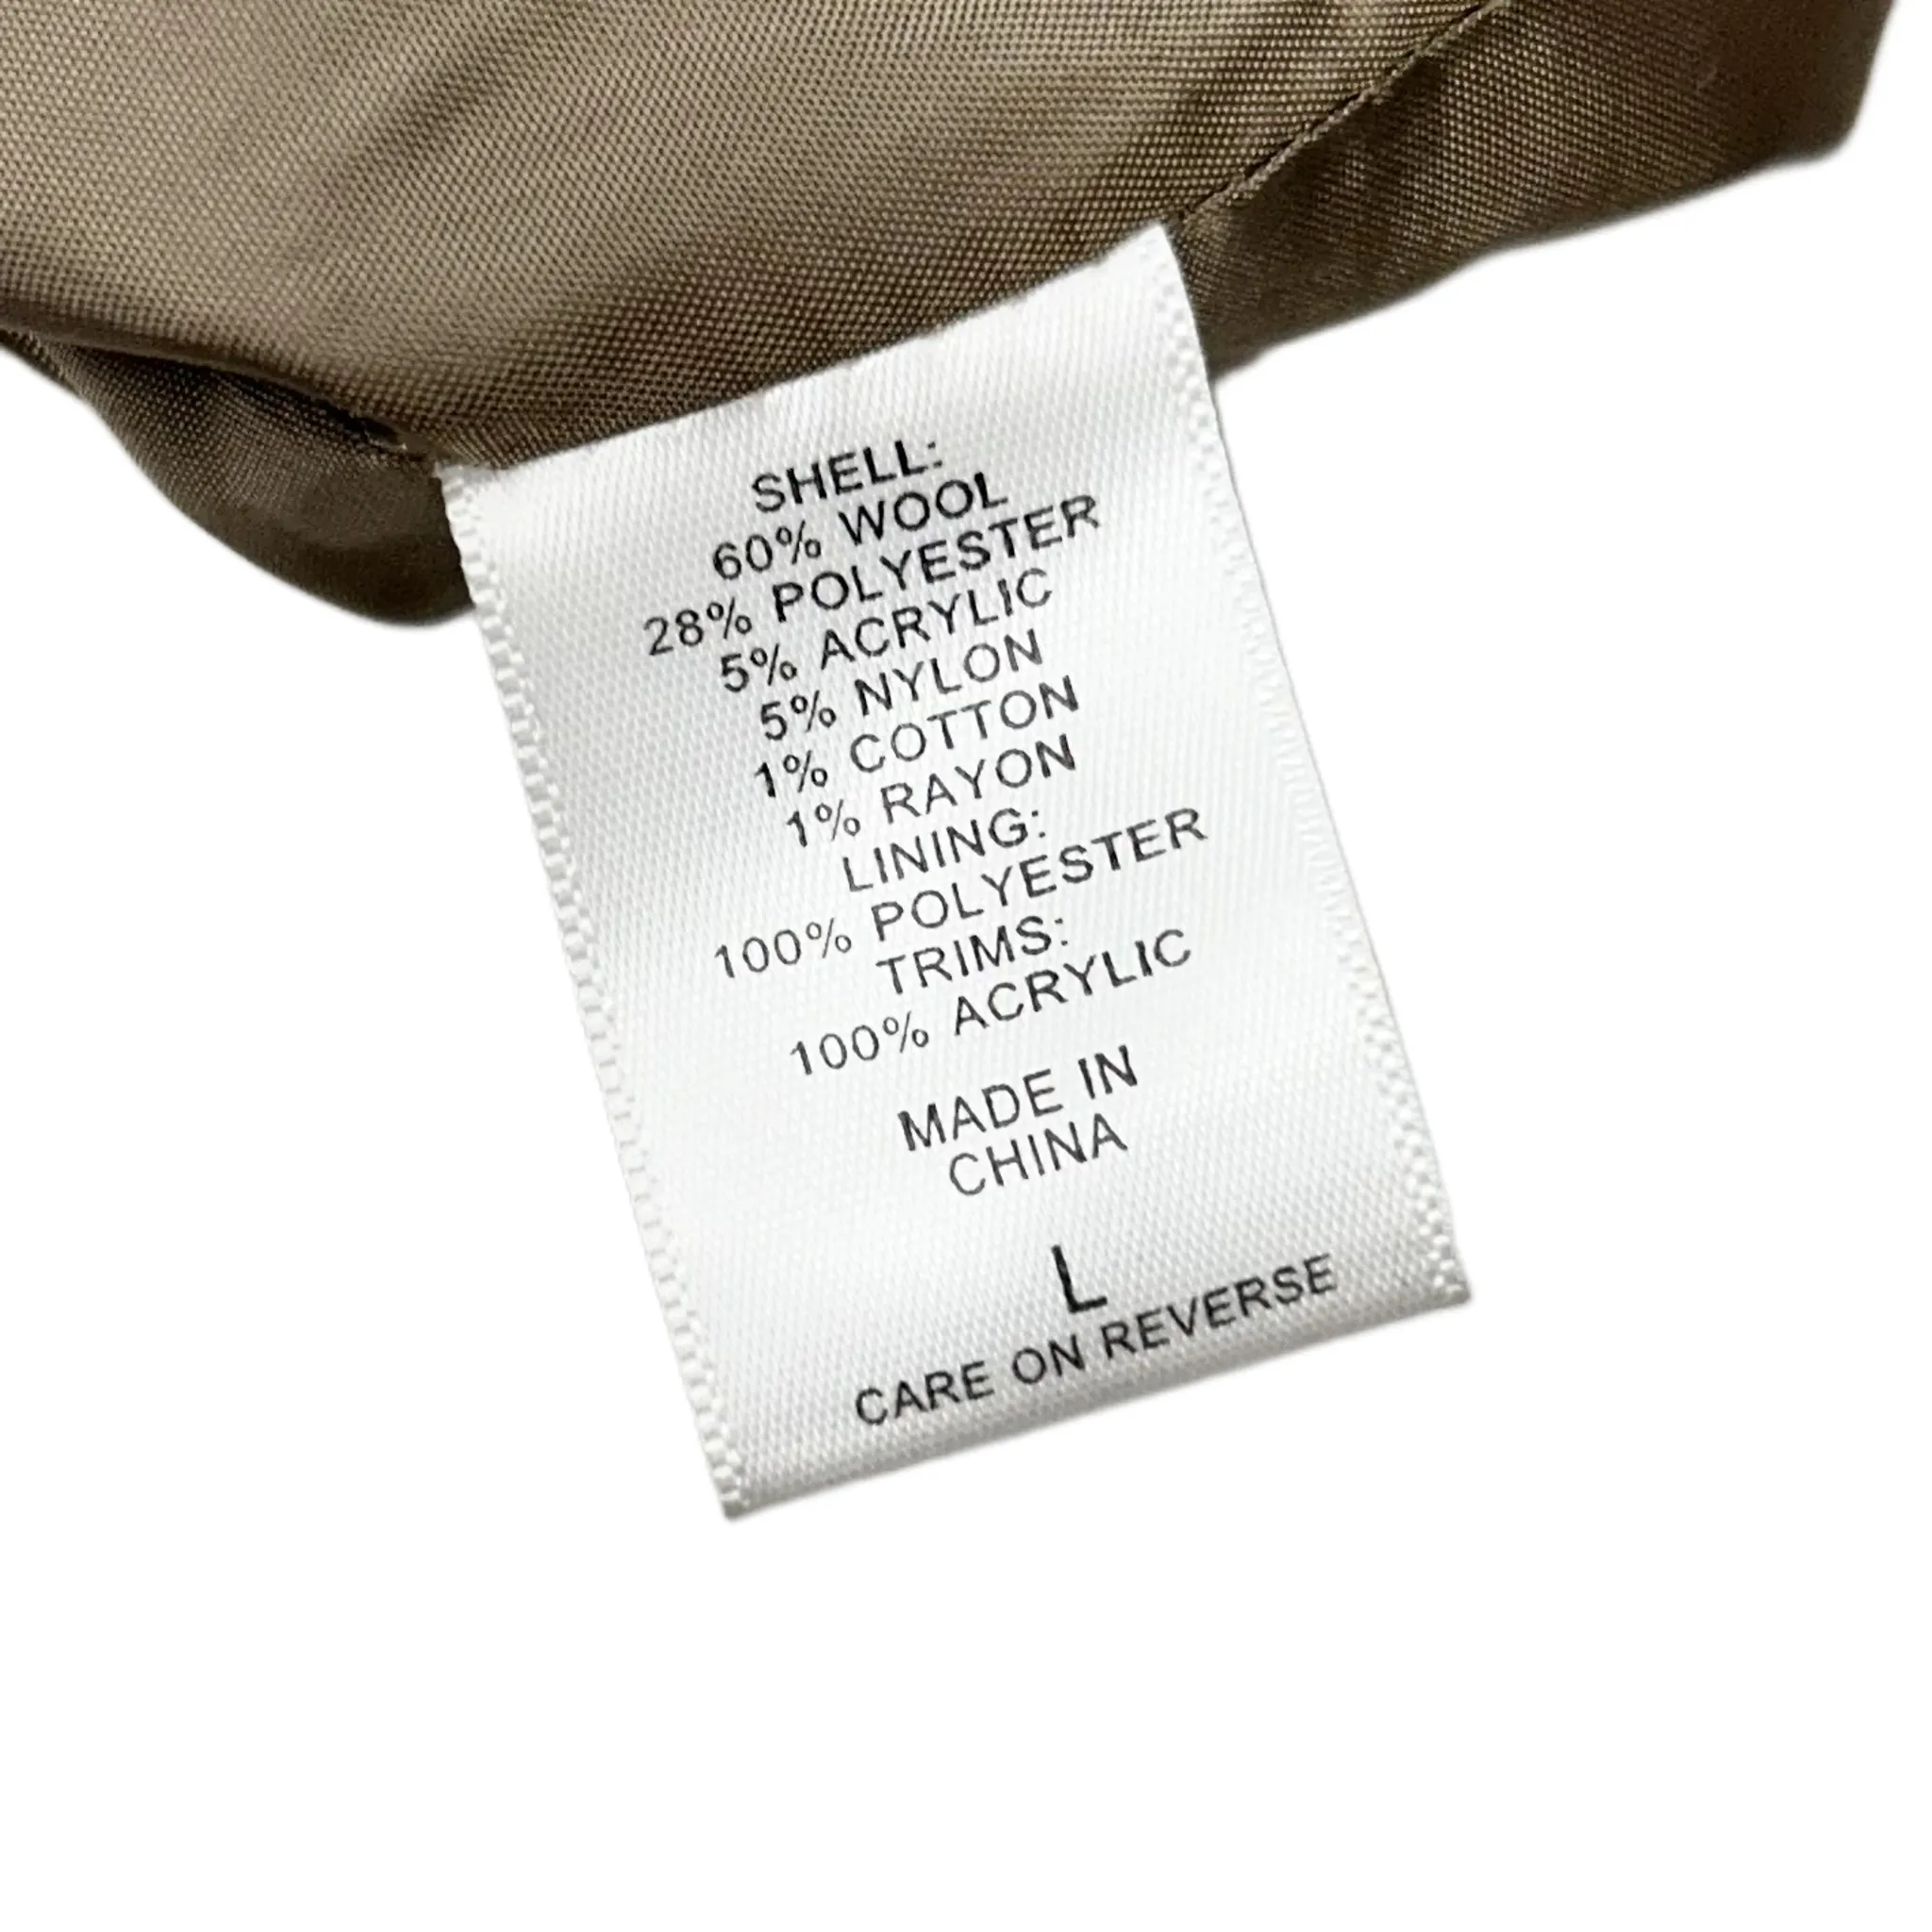 SHELL:
60% WOOL
28% POLYESTER
5% ACRYLIC
5% NYLON
1% COTTON
1% RAYON
LINING:
100% POLYESTER
TRIMS:
100% ACRYLIC
MADE IN
CHINA
L
CARE ON REVERSE